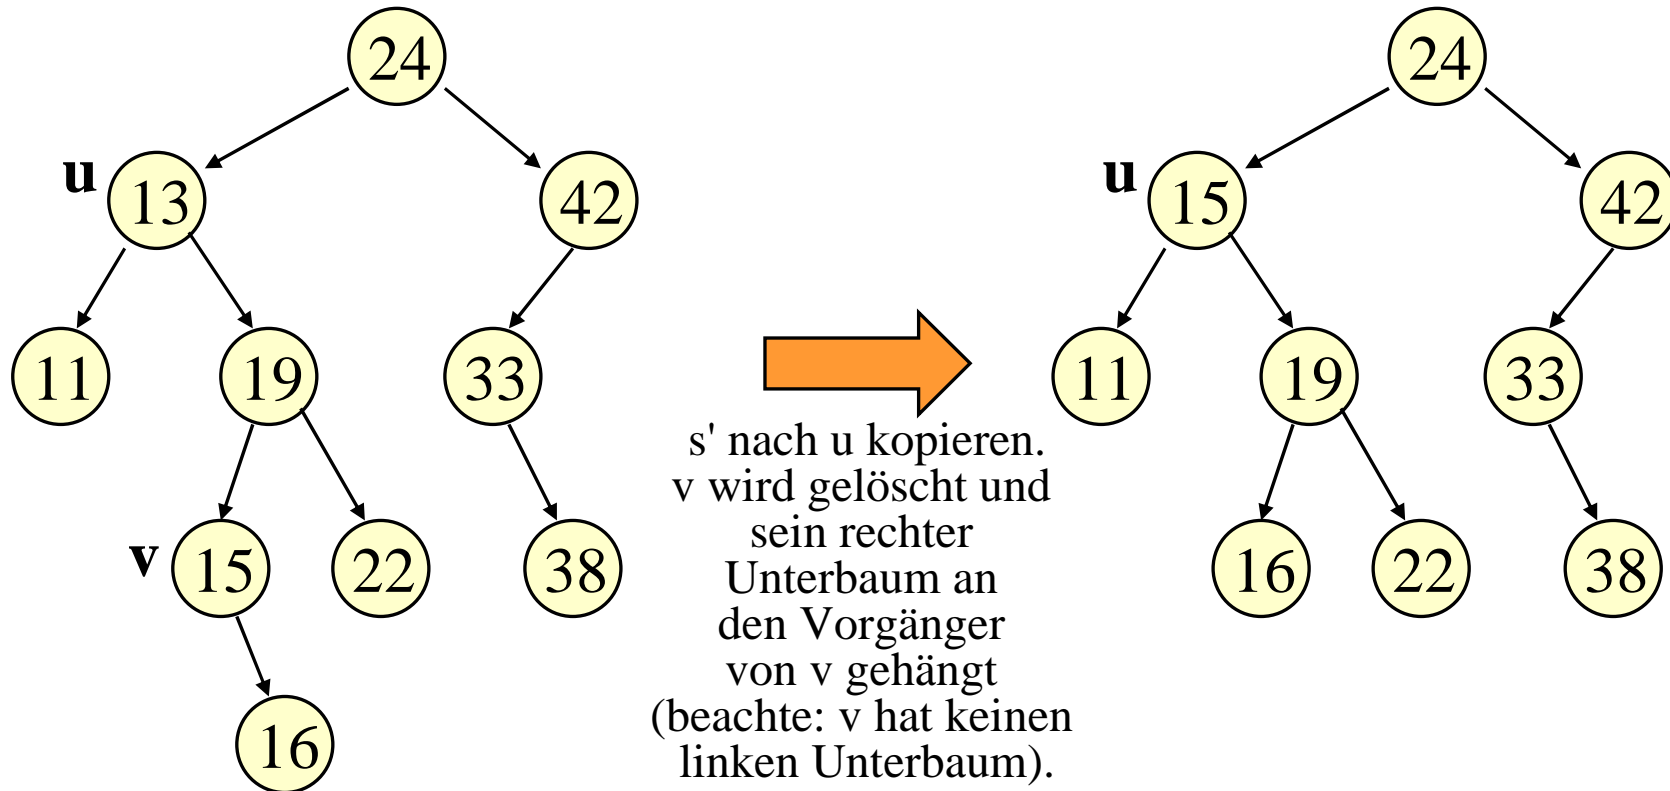 24
24
u
13
42
u
15
42
11
19
33
11
19
33
s' nach u kopieren.
v wird gelöscht und
sein rechter
Unterbaum an
den Vorgänger
von v gehängt
(beachte: v hat keinen
linken Unterbaum).
v
15
22
38
16
22
38
16